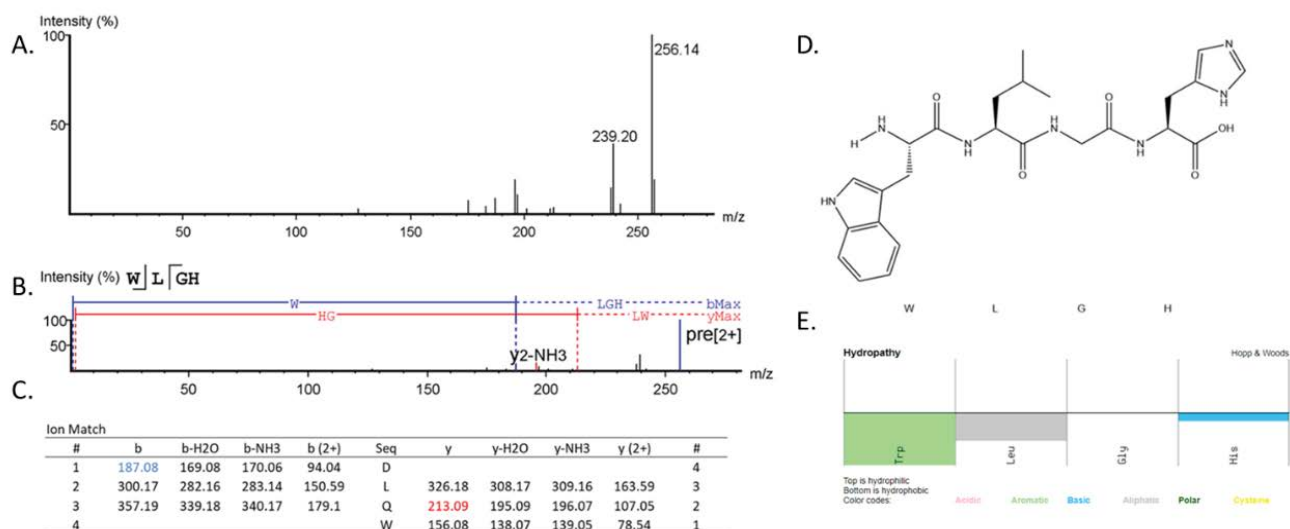 A.
Intensity (%)
100
50
239.20
256.14
50
100
150
200
250
m/z
B.
Intensity (%) W L GH
W
LGH
bMax
HG
LW
yMax
100
50
y2-NH3
pre[2+]
50
100
150
200
250
m/z
C.
Ion Match
# b b-H2O b-NH3 b (2+) Seq y y-H2O y-NH3 y (2+) #
1 187.08 169.08 170.06 94.04 D 4
2 300.17 282.16 283.14 150.59 L 326.18 308.17 309.16 163.59 3
3 357.19 339.18 340.17 179.1 Q 213.09 195.09 196.07 107.05 2
4 W 156.08 138.07 139.05 78.54 1
D.
N
NH
O
O
HN
H
N
H
N
H
O
O
N
H
OH
O
HN
W L G H
E.
Hydropathy
Hopp & Woods
Trp
Leu
Gly
His
Top is hydrophilic
Bottom is hydrophobic
Color codes: Acidic Aromatic Basic Aliphatic Polar Cysteine